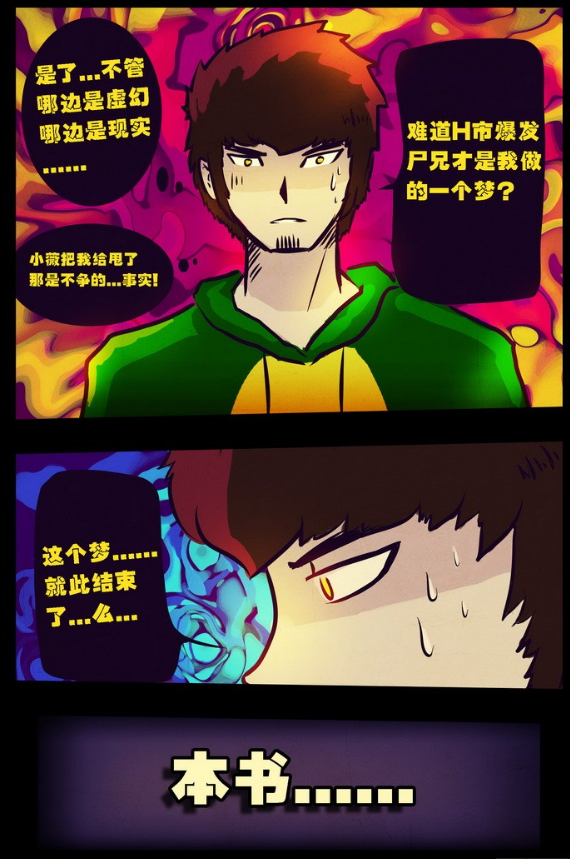 是了...不管
哪边是虚幻
哪边是现实
......
难道H市爆发
尸兄才是我做
的一个梦?
小薇把我给甩了
那是不争的...事实!
这个梦......
就此结束
了...么...
本书......